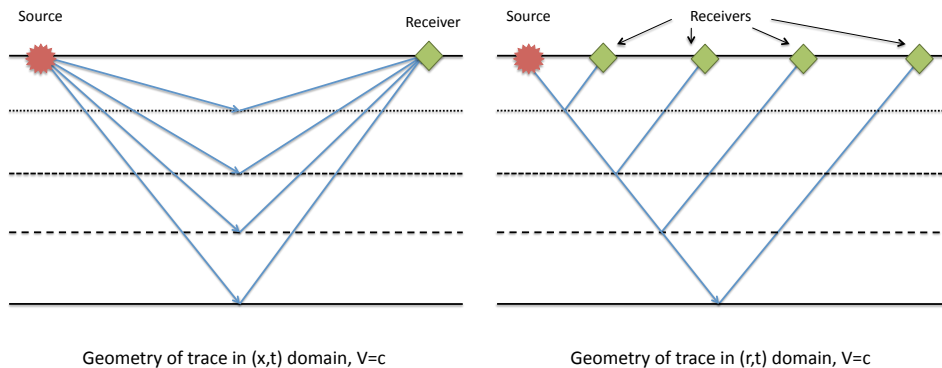 Source
Receiver
Geometry of trace in (x,t) domain, V=c
Source
Receivers
Geometry of trace in (r,t) domain, V=c